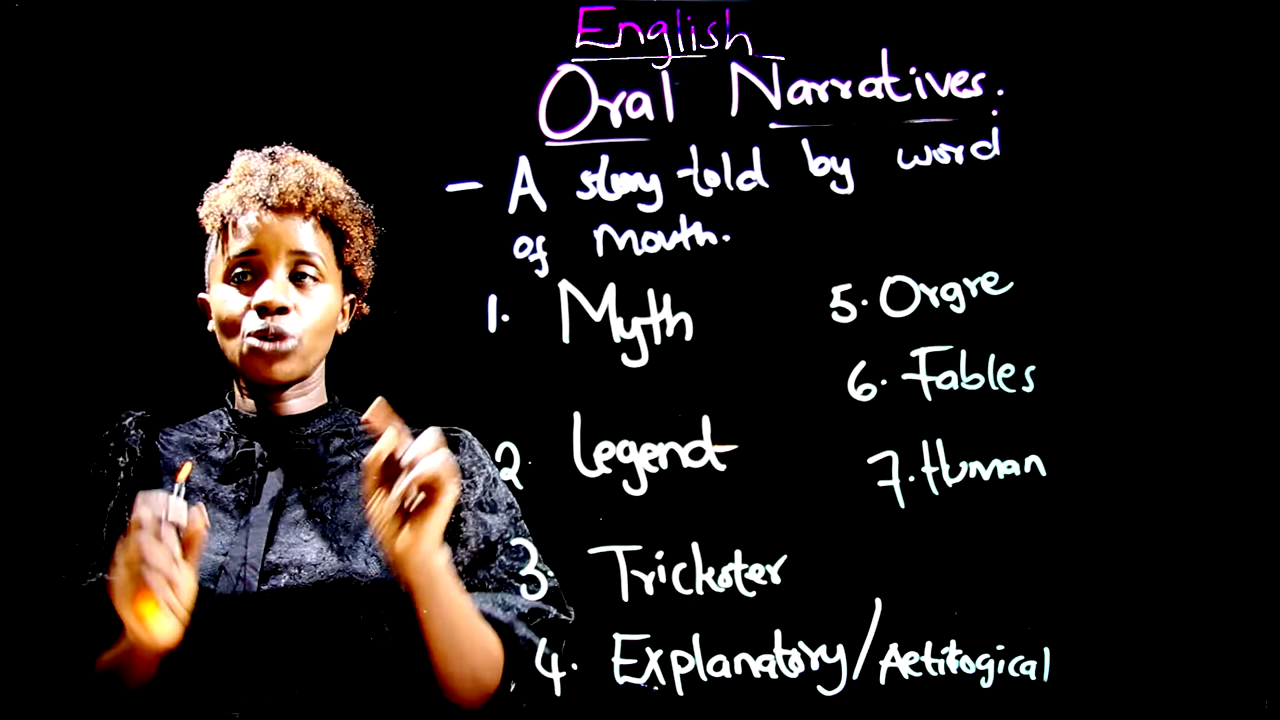 English
Oral Narratives.
- A story told by word
of mouth.
1. Myth
2. Legend
3. Trickster
4. Explanatory/Aetitogical
5. Orgre
6. Fables
7. Human